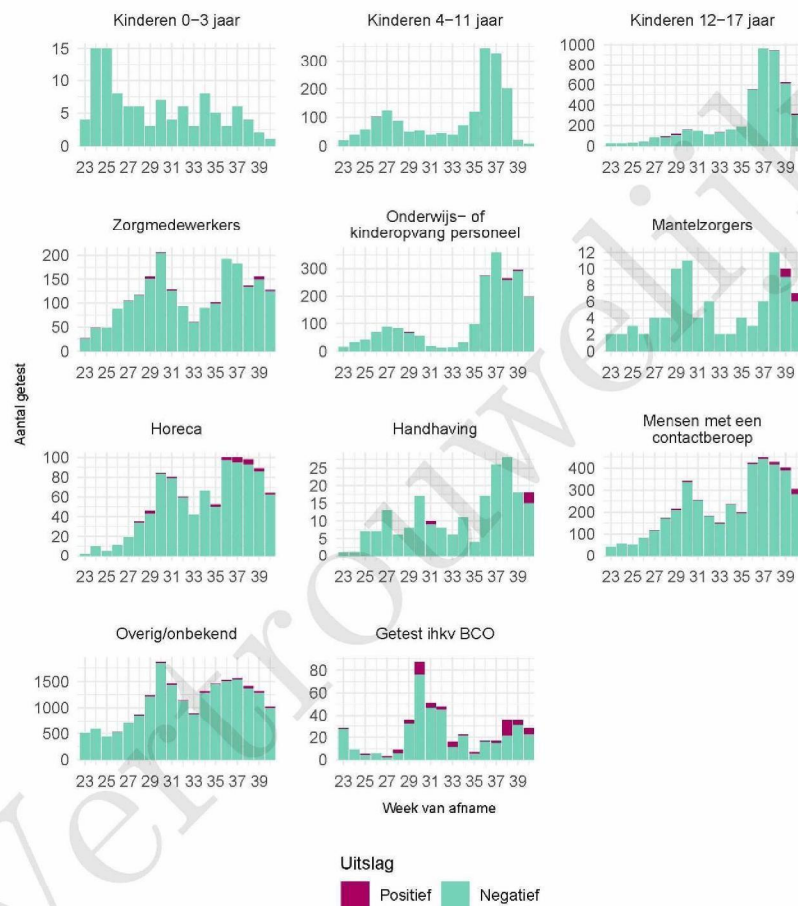 Kinderen 0−3 jaar
Kinderen 4−11 jaar
Kinderen 12−17 jaar
15
10
5
0
23 25 27 29 31 33 35 37 39
300
200
100
0
23 25 27 29 31 33 35 37 39
1000
800
600
400
200
0
23 25 27 29 31 33 35 37 39
Zorgmedewerkers
Onderwijs− of
kinderopvang personeel
Mantelzorgers
200
150
100
50
0
23 25 27 29 31 33 35 37 39
300
200
100
0
23 25 27 29 31 33 35 37 39
12
10
8
6
4
2
0
23 25 27 29 31 33 35 37 39
Aantal getest
Horeca
Handhaving
Mensen met een
contactberoep
100
80
60
40
20
0
23 25 27 29 31 33 35 37 39
25
20
15
10
5
0
23 25 27 29 31 33 35 37 39
400
300
200
100
0
23 25 27 29 31 33 35 37 39
Overig/onbekend
Getest ihkv BCO
1500
1000
500
0
23 25 27 29 31 33 35 37 39
80
60
40
20
0
23 25 27 29 31 33 35 37 39
Week van afname
Uitslag
Positief
Negatief
Vertrouwelijk